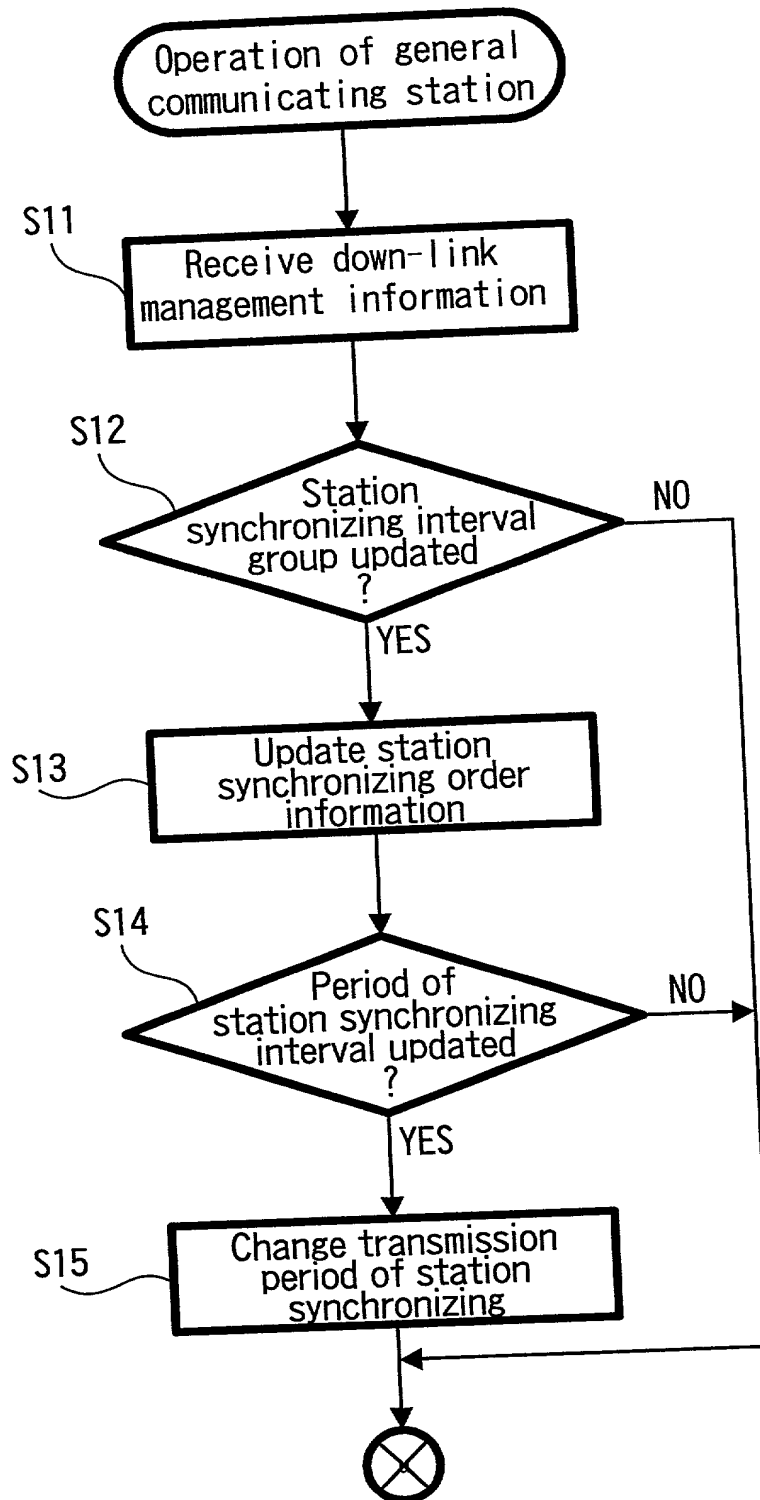 Operation of general
communicating station
S11
Receive down-link
management information
S12
Station
synchronizing interval
group updated
?
NO
YES
S13
Update station
synchronizing order
information
S14
Period of
station synchronizing
interval updated
?
NO
YES
S15
Change transmission
period of station
synchronizing